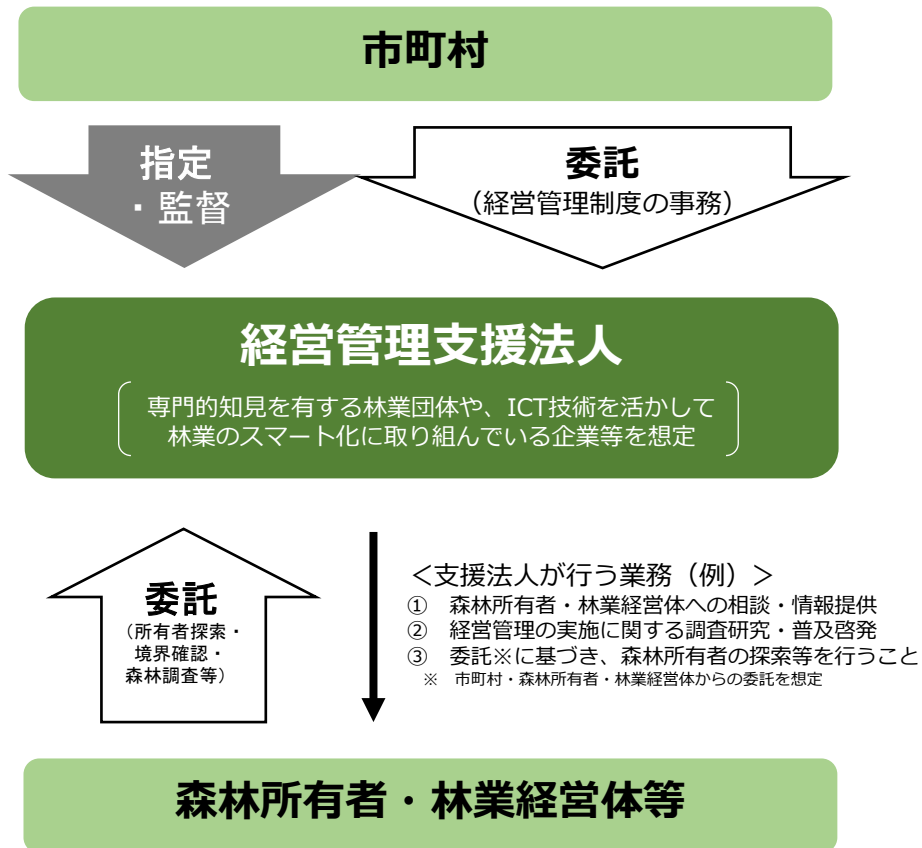 市町村
指定
・監督
委託
（経営管理制度の事務）
経営管理支援法人
専門的知見を有する林業団体や、ICT技術を活かして
林業のスマート化に取り組んでいる企業等を想定
委託
（所有者探索・
境界確認・
森林調査等）
＜支援法人が行う業務（例）＞
①　森林所有者・林業経営体への相談・情報提供
②　経営管理の実施に関する調査研究・普及啓発
③　委託※に基づき、森林所有者の探索等を行うこと
※　市町村・森林所有者・林業経営体からの委託を想定
森林所有者・林業経営体等